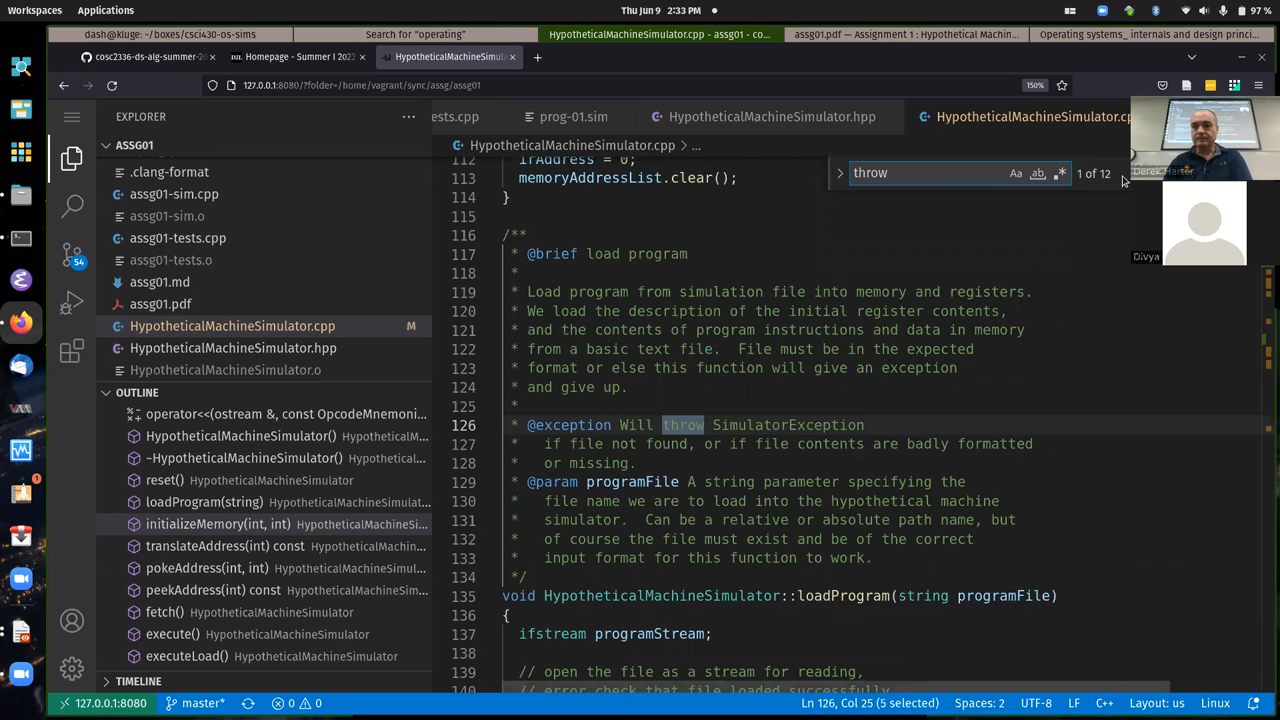 Workspaces
Applications
Thu Jun 9 2:33 PM
97 %
dash@kluge: ~/boxes/csci430-os-sims
Search for "operating"
HypotheticalMachineSimulator.cpp - assg01 - co...
assg01.pdf — Assignment 1 : Hypothetical Machin...
Operating systems_ internals and design princi...
cosc2336-ds-alg-summer-20
Homepage - Summer I 2022
HypotheticalMachineSimulat
127.0.0.1:8080/?folder=/home/vagrant/sync/assg/assg01
150%
EXPLORER
ests.cpp
prog-01.sim
HypotheticalMachineSimulator.hpp
HypotheticalMachineSimulator.cp
ASSG01
HypotheticalMachineSimulator.cpp > ...
.clang-format
assg01-sim.cpp
assg01-sim.o
assg01-tests.cpp
assg01-tests.o
assg01.md
assg01.pdf
HypotheticalMachineSimulator.cpp M
HypotheticalMachineSimulator.hpp
HypotheticalMachineSimulator.o
OUTLINE
operator<<(ostream &, const OpcodeMnemoni...
HypotheticalMachineSimulator() HypotheticalM...
~HypotheticalMachineSimulator() Hypothetical...
reset() HypotheticalMachineSimulator
loadProgram(string) HypotheticalMachineSimulat...
initializeMemory(int, int) HypotheticalMachineSi...
translateAddress(int) const HypotheticalMachin...
pokeAddress(int, int) HypotheticalMachineSimul...
peekAddress(int) const HypotheticalMachineSim...
fetch() HypotheticalMachineSimulator
execute() HypotheticalMachineSimulator
executeLoad() HypotheticalMachineSimulator
TIMELINE
54
1
throw
Aa
ab
1 of 12
Derek Harter
Divya
112 irAddress = 0;
113 memoryAddressList.clear();
114 }
115
116 /**
117 * @brief load program
118 *
119 * Load program from simulation file into memory and registers.
120 * We load the description of the initial register contents,
121 * and the contents of program instructions and data in memory
122 * from a basic text file.  File must be in the expected
123 * format or else this function will give an exception
124 * and give up.
125 *
126 * @exception Will throw SimulatorException
127 *   if file not found, or if file contents are badly formatted
128 *   or missing.
129 * @param programFile A string parameter specifying the
130 *   file name we are to load into the hypothetical machine
131 *   simulator.  Can be a relative or absolute path name, but
132 *   of course the file must exist and be of the correct
133 *   input format for this function to work.
134 */
135 void HypotheticalMachineSimulator::loadProgram(string programFile)
136 {
137 ifstream programStream;
138
139 // open the file as a stream for reading,
140 // error check that file loaded successfully
127.0.0.1:8080
master*
0
0
Ln 126, Col 25 (5 selected)
Spaces: 2
UTF-8
LF
C++
Layout: us
Linux